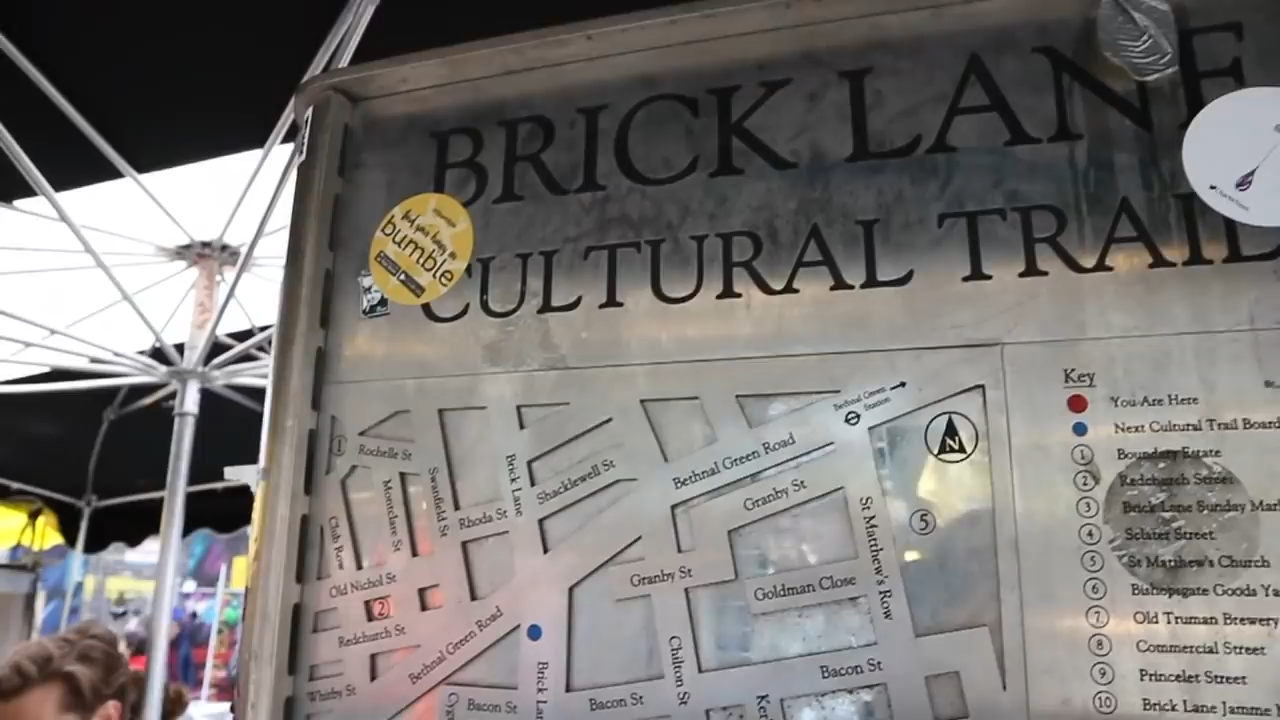 BRICK LANE
CULTURAL TRAIL
bumble
Bethnal Green
Station
N
Key
You Are Here
Next Cultural Trail Board
1 Boundary Estate
2 Redchurch Street
3 Brick Lane Sunday Mar
4 Sclater Street
5 St Matthew's Church
6 Bishopsgate Goods Ya
7 Old Truman Brewery
8 Commercial Street
9 Princelet Street
10 Brick Lane Jamme
1
Rochelle St
Swanfield St
Montclare St
Club Row
Brick Lane
Shacklewell St
Rhoda St
Bethnal Green Road
Granby St
St Matthew's Row
5
Old Nichol St
2
Redchurch St
Granby St
Goldman Close
Bethnal Green Road
Whitby St
Chilton St
Bacon St
Bacon St
Bacon St
Brick Lan